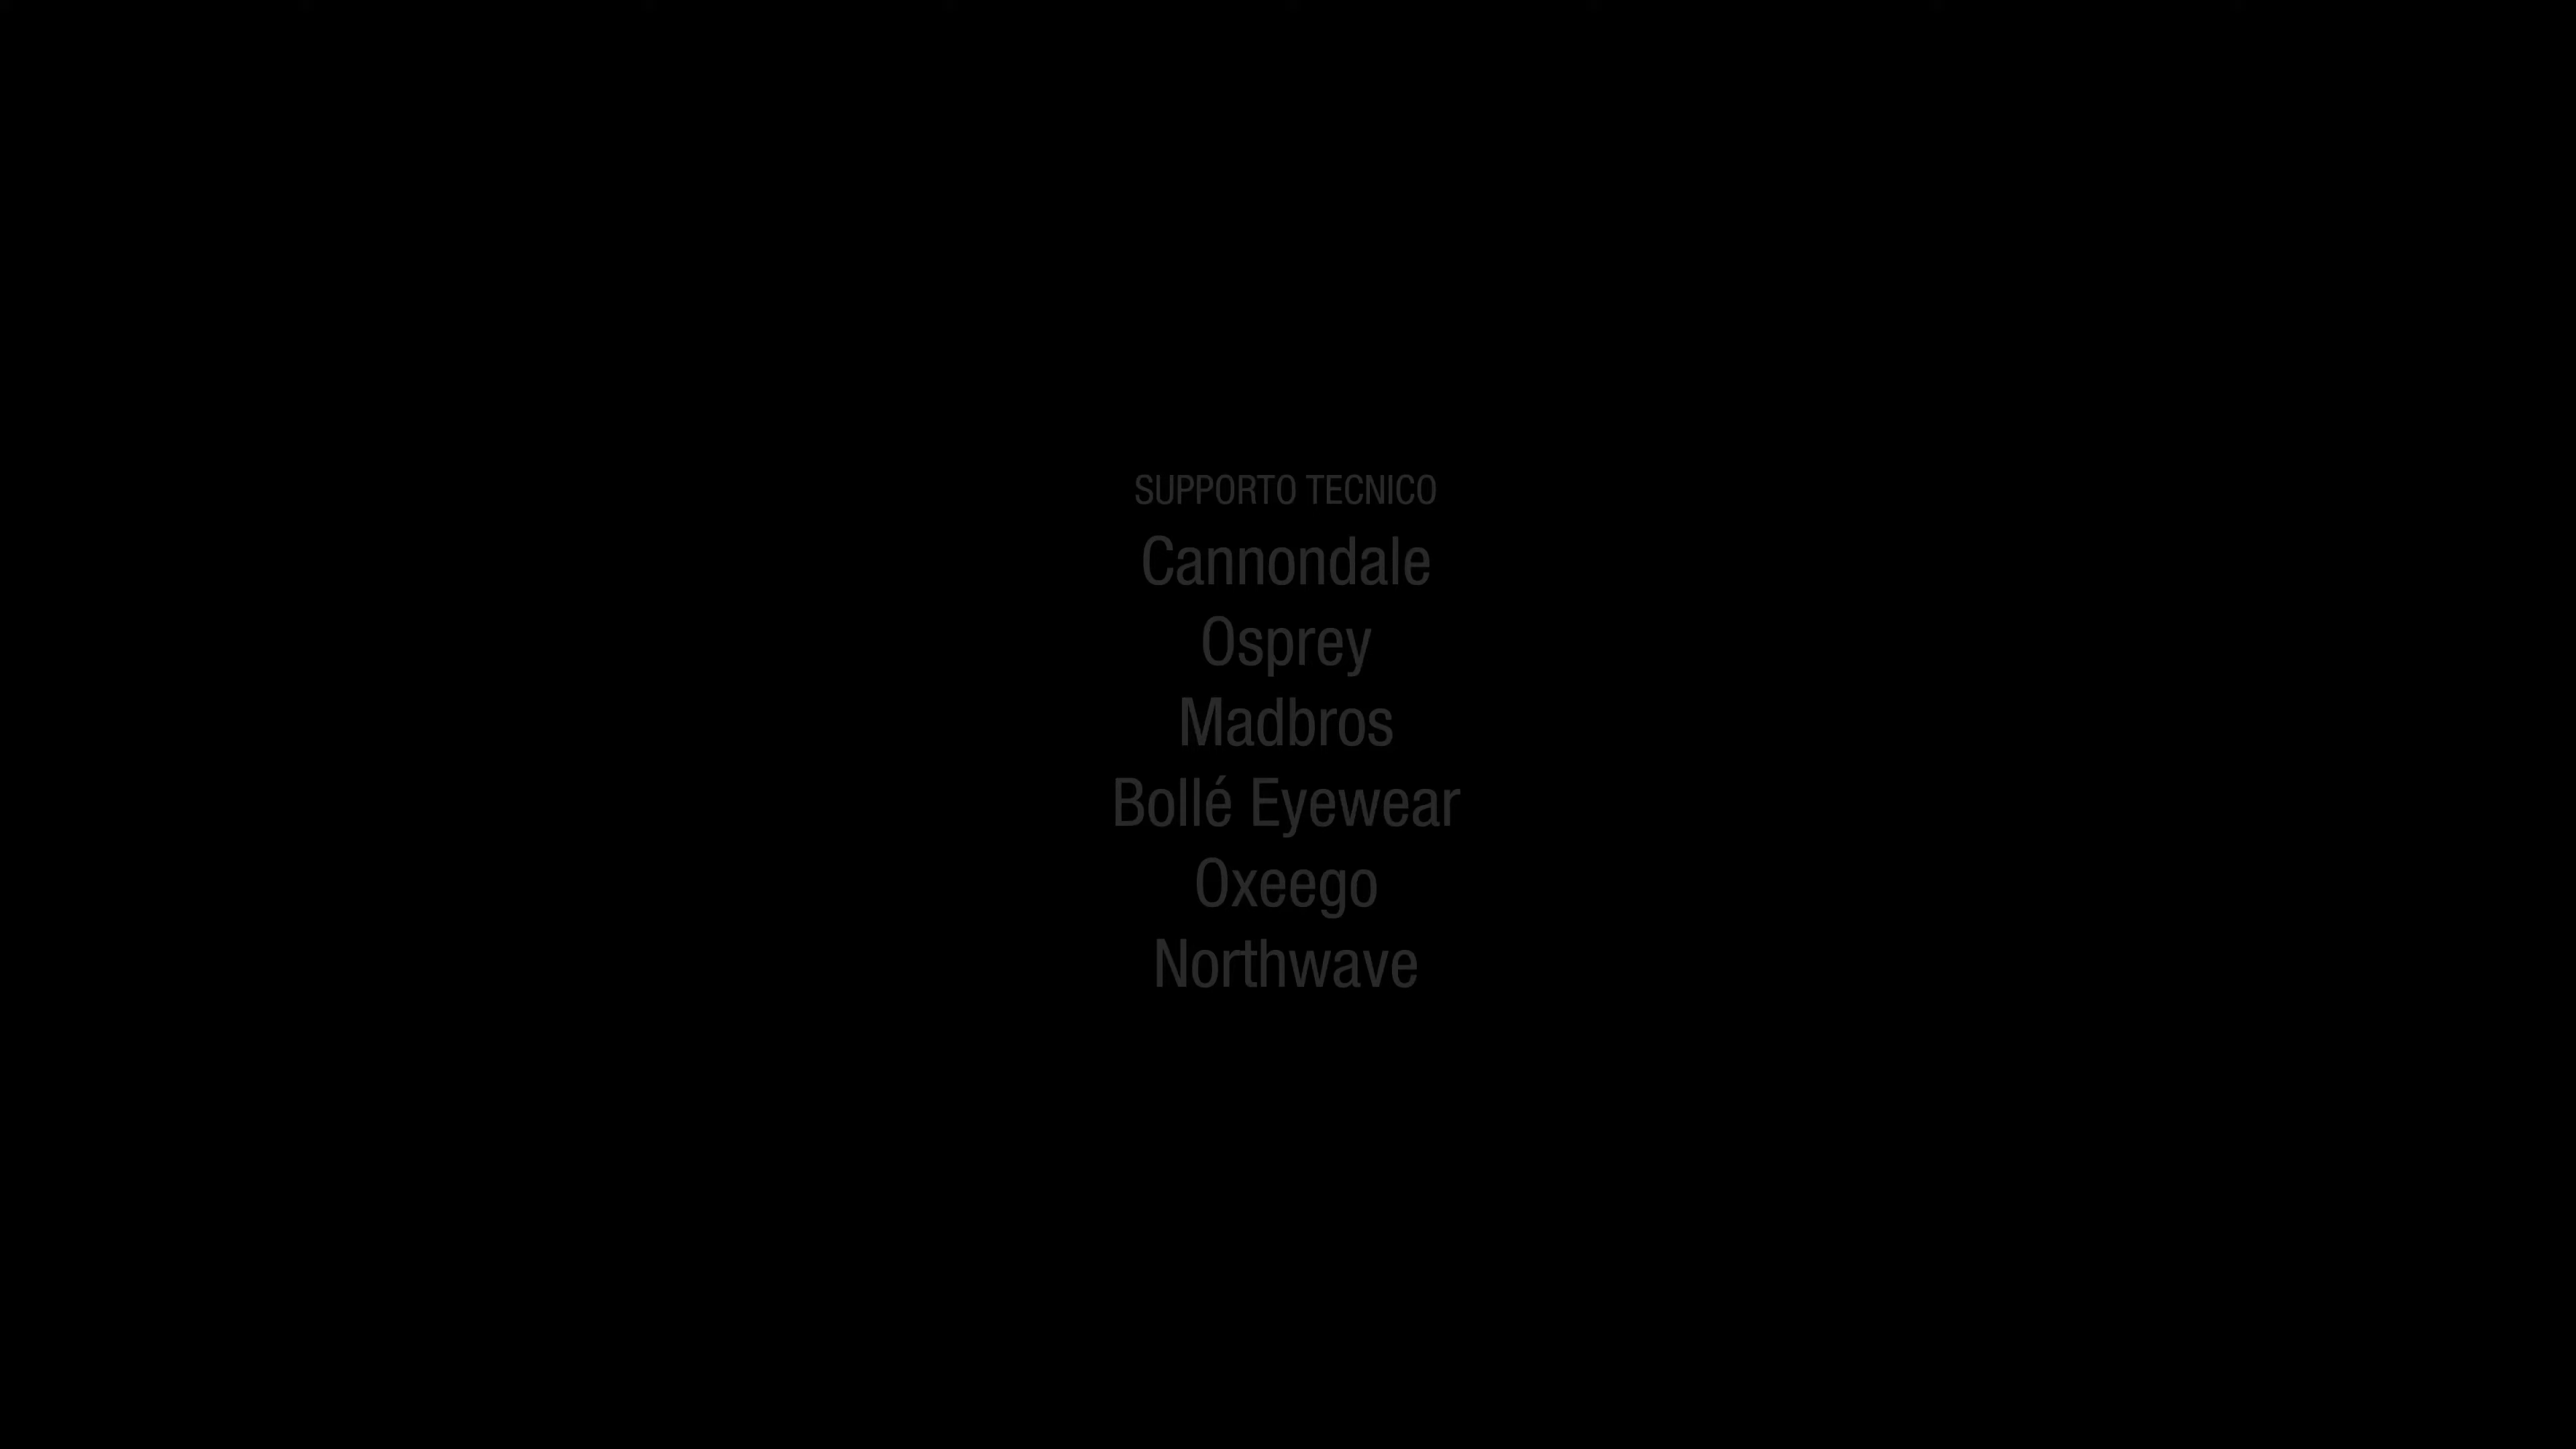 SUPPORTO TECNICO
Cannondale
Osprey
Madbros
Bollé Eyewear
Oxeego
Northwave